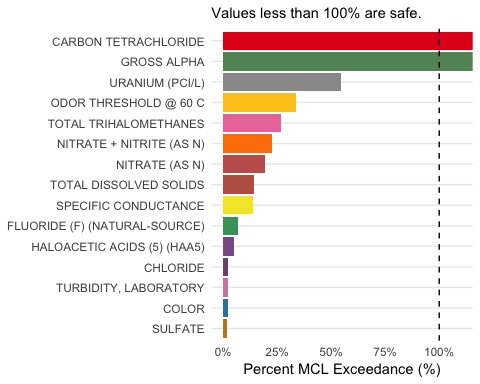 Values less than 100% are safe.
CARBON TETRACHLORIDE
GROSS ALPHA
URANIUM (PCI/L)
ODOR THRESHOLD @ 60 C
TOTAL TRIHALOMETHANES
NITRATE + NITRITE (AS N)
NITRATE (AS N)
TOTAL DISSOLVED SOLIDS
SPECIFIC CONDUCTANCE
FLUORIDE (F) (NATURAL-SOURCE)
HALOACETIC ACIDS (5) (HAA5)
CHLORIDE
TURBIDITY, LABORATORY
COLOR
SULFATE
0% 25% 50% 75% 100%
Percent MCL Exceedance (%)